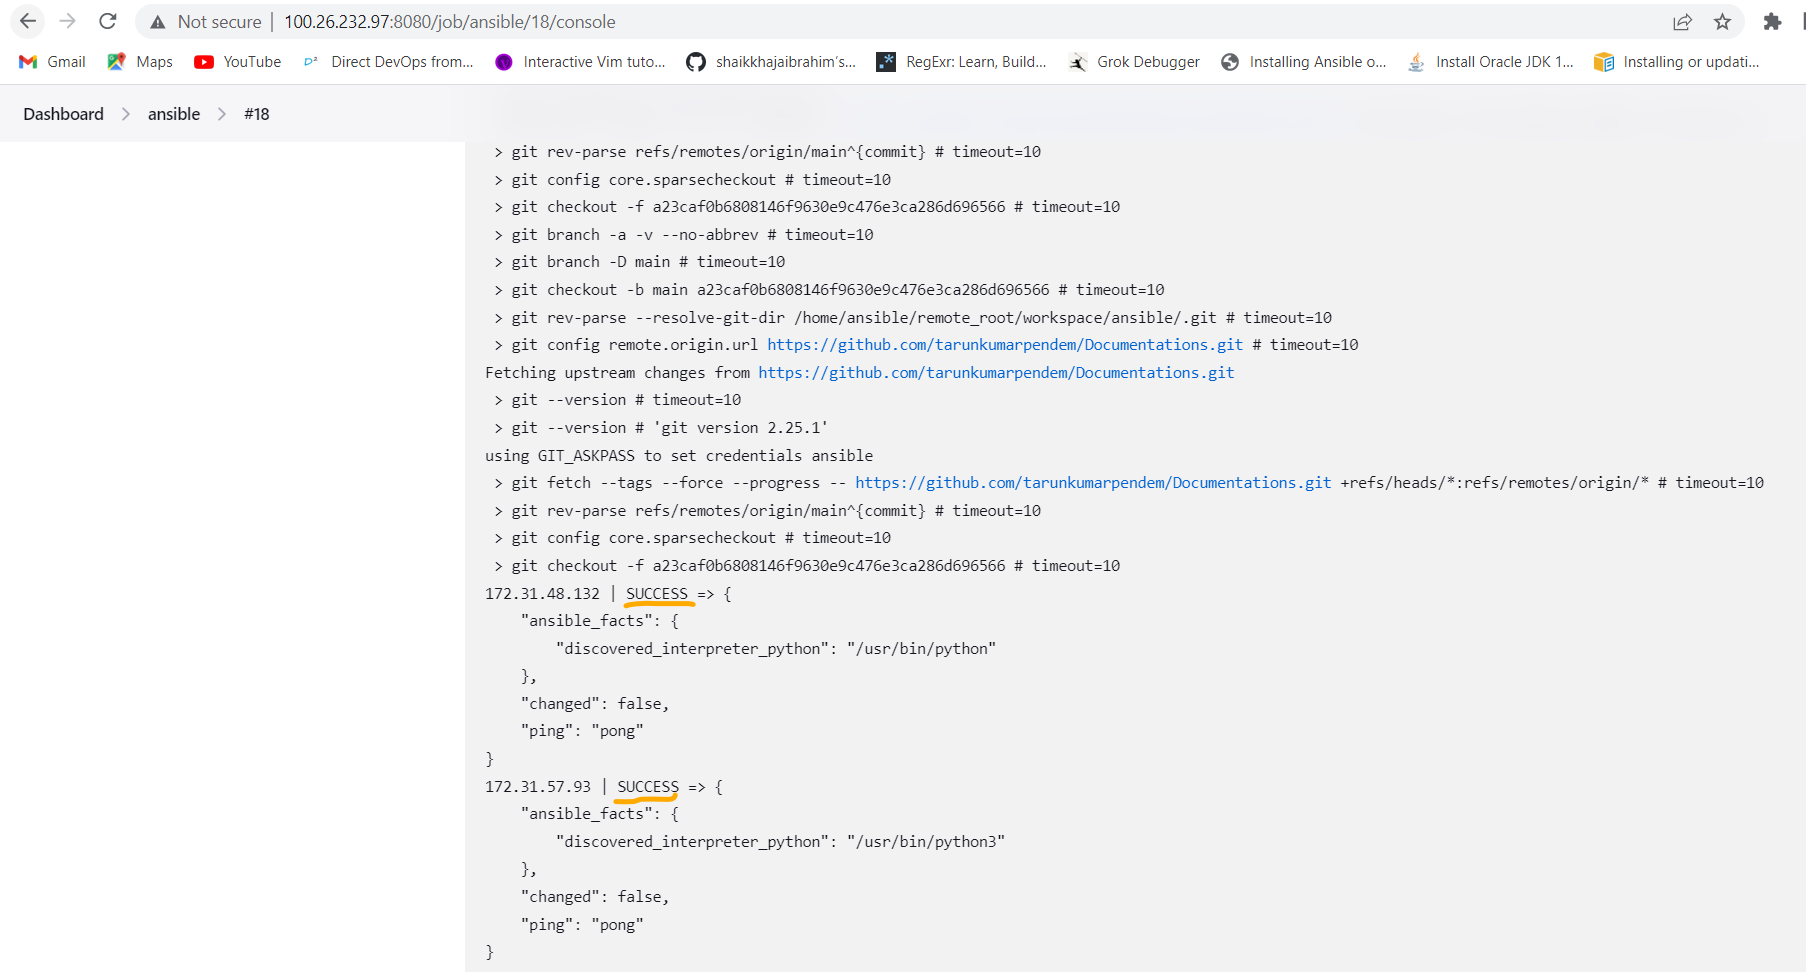 Not secure | 100.26.232.97:8080/job/ansible/18/console
Gmail Maps YouTube Direct DevOps from... Interactive Vim tuto... shaikkhajaibrahim's... RegExr: Learn, Build... Grok Debugger Installing Ansible o... Install Oracle JDK 1... Installing or updati...
Dashboard > ansible > #18
> git rev-parse refs/remotes/origin/main^{commit} # timeout=10
> git config core.sparsecheckout # timeout=10
> git checkout -f a23caf0b6808146f9630e9c476e3ca286d696566 # timeout=10
> git branch -a -v --no-abbrev # timeout=10
> git branch -D main # timeout=10
> git checkout -b main a23caf0b6808146f9630e9c476e3ca286d696566 # timeout=10
> git rev-parse --resolve-git-dir /home/ansible/remote_root/workspace/ansible/.git # timeout=10
> git config remote.origin.url https://github.com/tarunkumarpendem/Documentations.git # timeout=10
Fetching upstream changes from https://github.com/tarunkumarpendem/Documentations.git
> git --version # timeout=10
> git --version # 'git version 2.25.1'
using GIT_ASKPASS to set credentials ansible
> git fetch --tags --force --progress -- https://github.com/tarunkumarpendem/Documentations.git +refs/heads/*:refs/remotes/origin/* # timeout=10
> git rev-parse refs/remotes/origin/main^{commit} # timeout=10
> git config core.sparsecheckout # timeout=10
> git checkout -f a23caf0b6808146f9630e9c476e3ca286d696566 # timeout=10
172.31.48.132 | SUCCESS => {
"ansible_facts": {
"discovered_interpreter_python": "/usr/bin/python"
},
"changed": false,
"ping": "pong"
}
172.31.57.93 | SUCCESS => {
"ansible_facts": {
"discovered_interpreter_python": "/usr/bin/python3"
},
"changed": false,
"ping": "pong"
}